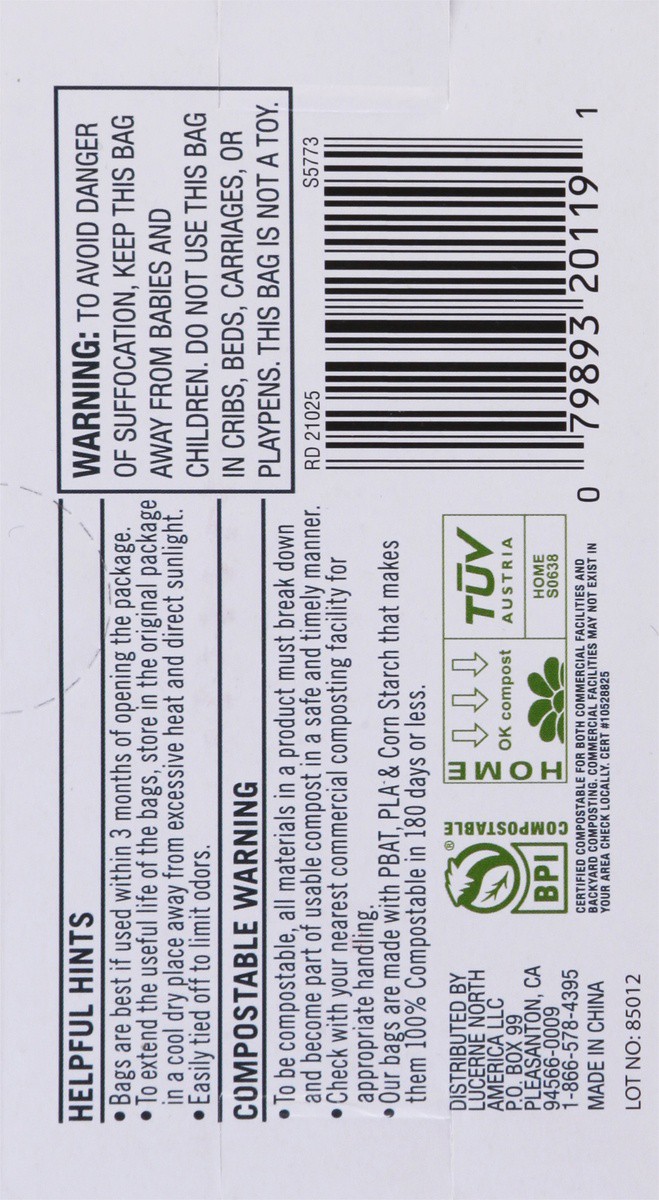 HELPFUL HINTS
• Bags are best if used within 3 months of opening the package.
• To extend the useful life of the bags, store in the original package
in a cool dry place away from excessive heat and direct sunlight.
• Easily tied off to limit odors.
COMPOSTABLE WARNING
• To be compostable, all materials in a product must break down
and become part of usable compost in a safe and timely manner.
• Check with your nearest commercial composting facility for
appropriate handling.
• Our bags are made with PBAT, PLA & Corn Starch that makes
them 100% Compostable in 180 days or less.
DISTRIBUTED BY
LUCERNE NORTH
AMERICA LLC
P.O. BOX 99
PLEASANTON, CA
94566-0009
1-866-578-4395
MADE IN CHINA
LOT NO: 85012
COMPOSTABLE
®
BPI
HOME
OK compost
TÜV
AUSTRIA
HOME
S0638
CERTIFIED COMPOSTABLE FOR BOTH COMMERCIAL FACILITIES AND
BACKYARD COMPOSTING. COMMERCIAL FACILITIES MAY NOT EXIST IN
YOUR AREA CHECK LOCALLY. CERT #10528825
WARNING: TO AVOID DANGER
OF SUFFOCATION, KEEP THIS BAG
AWAY FROM BABIES AND
CHILDREN. DO NOT USE THIS BAG
IN CRIBS, BEDS, CARRIAGES, OR
PLAYPENS. THIS BAG IS NOT A TOY.
RD 21025 S5773
0 79893 20119 1